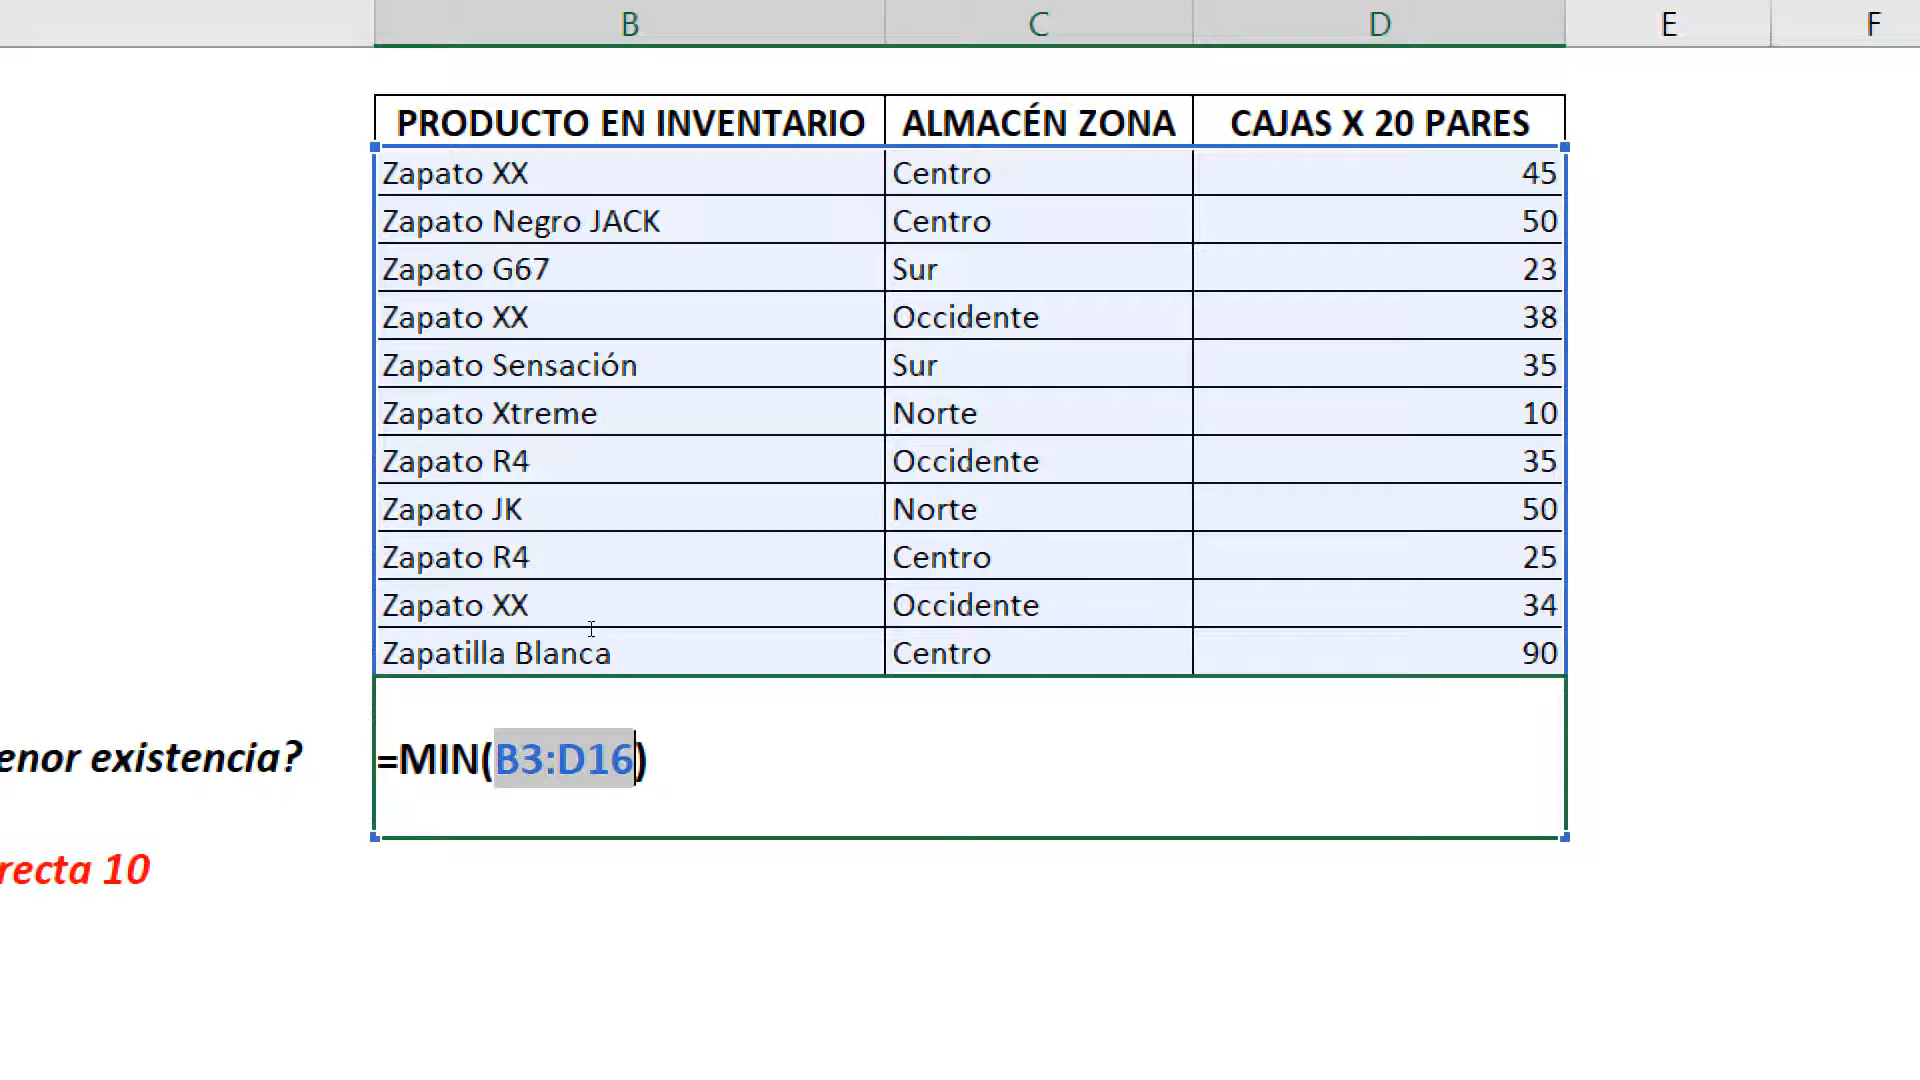 B C D E F
PRODUCTO EN INVENTARIO ALMACÉN ZONA CAJAS X 20 PARES
Zapato XX Centro 45
Zapato Negro JACK Centro 50
Zapato G67 Sur 23
Zapato XX Occidente 38
Zapato Sensación Sur 35
Zapato Xtreme Norte 10
Zapato R4 Occidente 35
Zapato JK Norte 50
Zapato R4 Centro 25
Zapato XX Occidente 34
Zapatilla Blanca Centro 90
enor existencia? =MIN(B3:D16)
recta 10